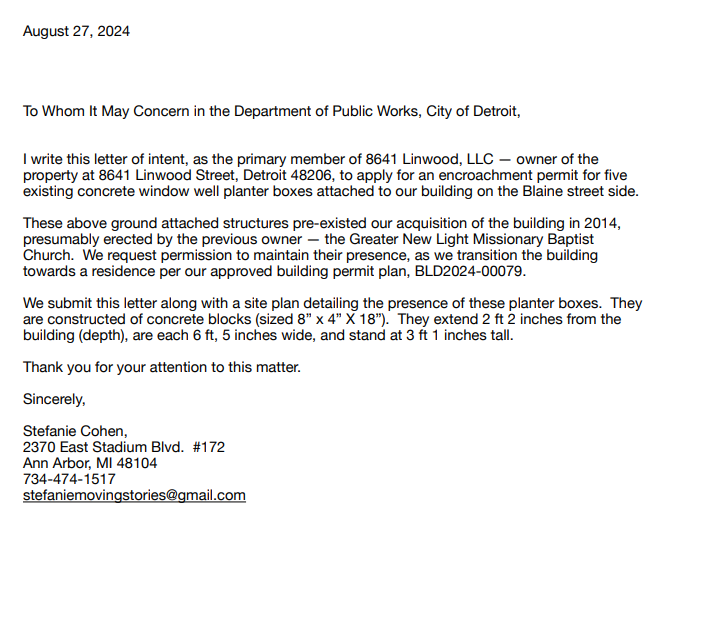 August 27, 2024
To Whom It May Concern in the Department of Public Works, City of Detroit,
I write this letter of intent, as the primary member of 8641 Linwood, LLC — owner of the
property at 8641 Linwood Street, Detroit 48206, to apply for an encroachment permit for five
existing concrete window well planter boxes attached to our building on the Blaine street side.
These above ground attached structures pre-existed our acquisition of the building in 2014,
presumably erected by the previous owner — the Greater New Light Missionary Baptist
Church.  We request permission to maintain their presence, as we transition the building
towards a residence per our approved building permit plan, BLD2024-00079.
We submit this letter along with a site plan detailing the presence of these planter boxes.  They
are constructed of concrete blocks (sized 8” x 4” X 18”).  They extend 2 ft 2 inches from the
building (depth), are each 6 ft, 5 inches wide, and stand at 3 ft 1 inches tall.
Thank you for your attention to this matter.
Sincerely,
Stefanie Cohen,
2370 East Stadium Blvd.  #172
Ann Arbor, MI 48104
734-474-1517
stefaniemovingstories@gmail.com